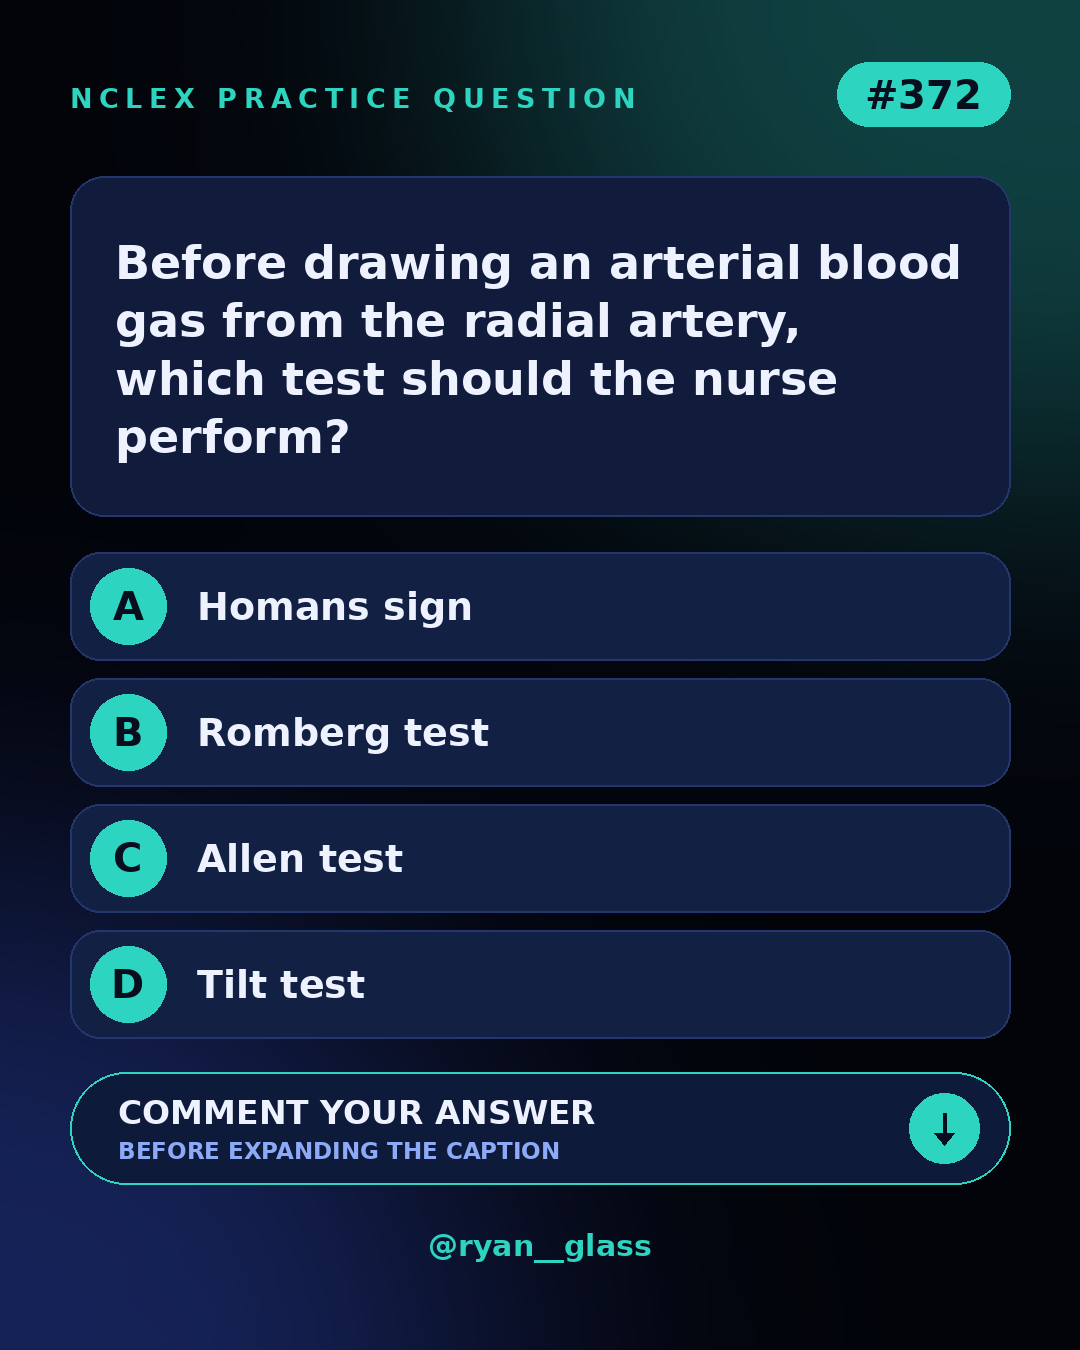 NCLEX PRACTICE QUESTION
#372
Before drawing an arterial blood
gas from the radial artery,
which test should the nurse
perform?
A Homans sign
B Romberg test
C Allen test
D Tilt test
COMMENT YOUR ANSWER
BEFORE EXPANDING THE CAPTION
@ryan__glass